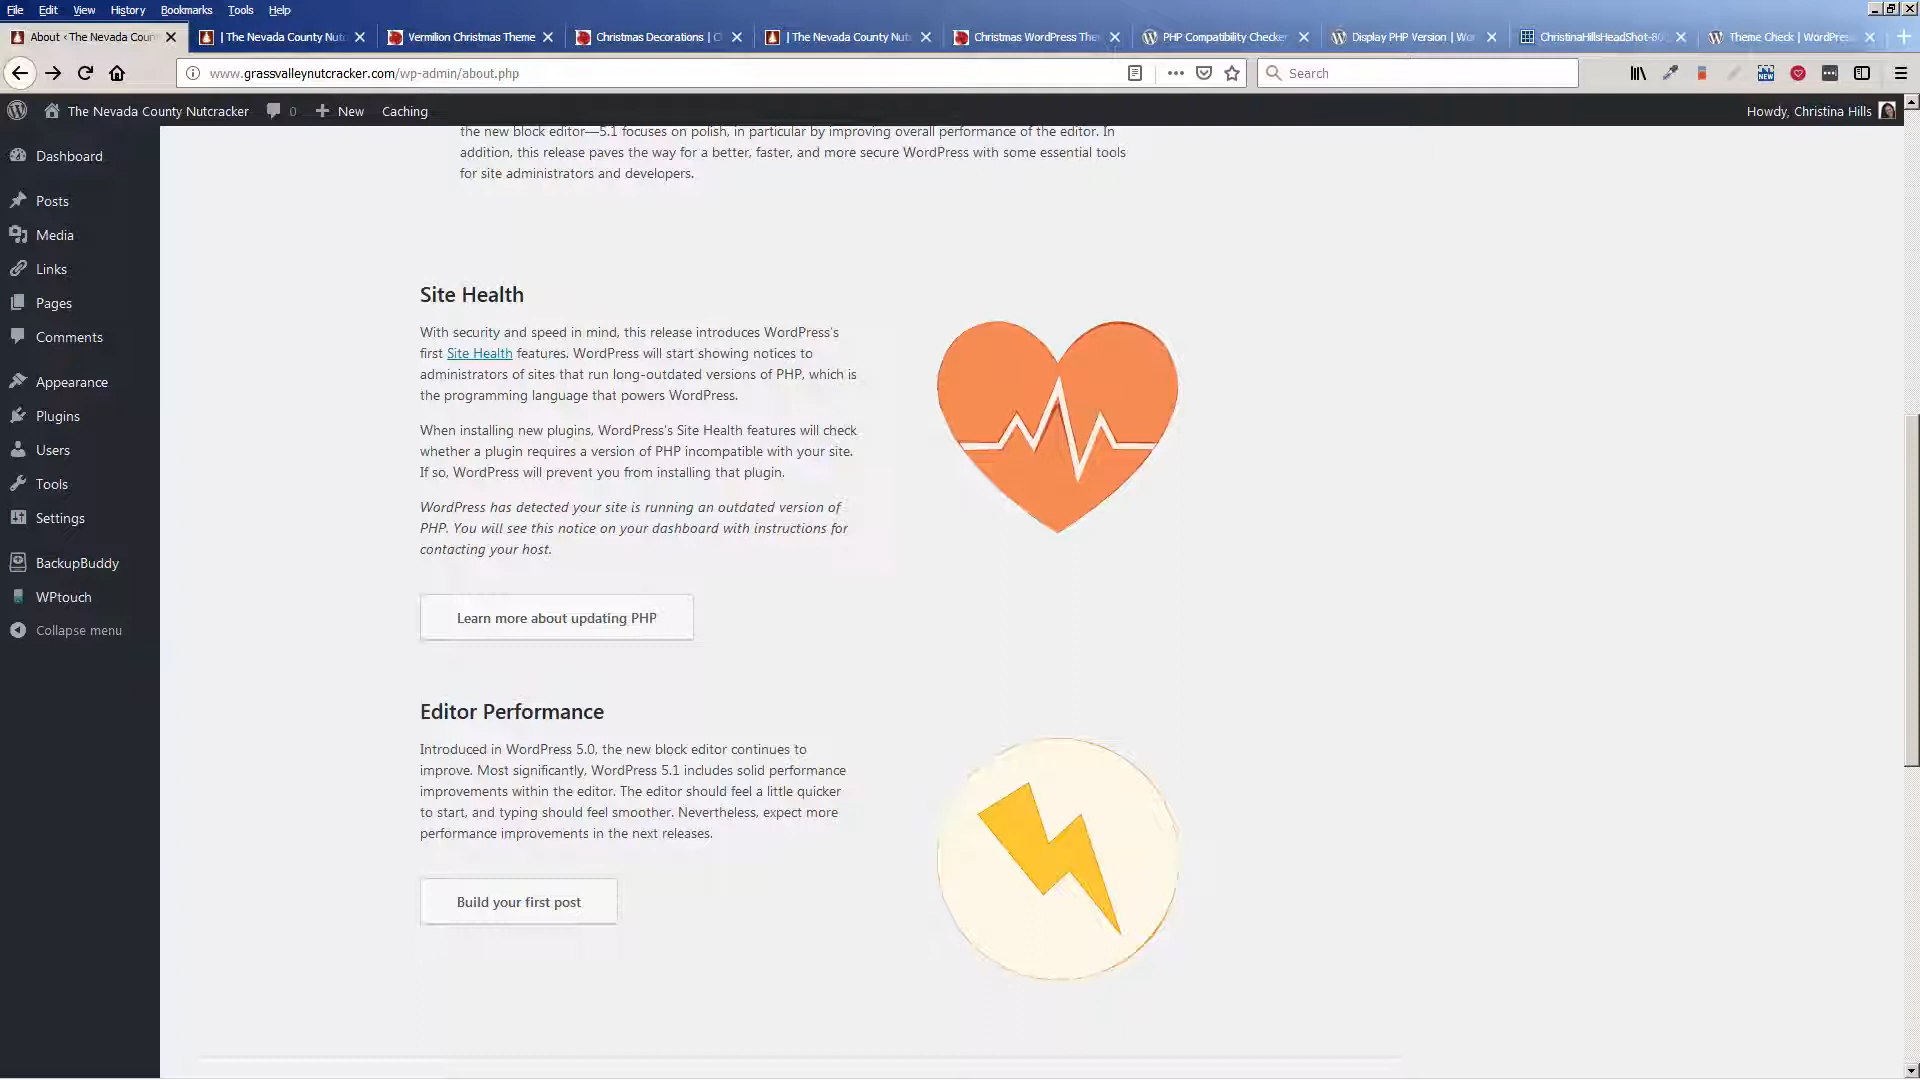 File Edit View History Bookmarks Tools Help
About ‹ The Nevada Coun
| The Nevada County Nutc
Vermilion Christmas Theme
Christmas Decorations | C
| The Nevada County Nut
Christmas WordPress The
PHP Compatibility Checker
Display PHP Version | Wo
ChristinaHillsHeadShot-80
Theme Check | WordPres
www.grassvalleynutcracker.com/wp-admin/about.php
Search
NEW
The Nevada County Nutcracker 0 New Caching
Howdy, Christina Hills
Dashboard
Posts
Media
Links
Pages
Comments
Appearance
Plugins
Users
Tools
Settings
BackupBuddy
WPtouch
Collapse menu
the new block editor—5.1 focuses on polish, in particular by improving overall performance of the editor. In
addition, this release paves the way for a better, faster, and more secure WordPress with some essential tools
for site administrators and developers.
Site Health
With security and speed in mind, this release introduces WordPress's
first Site Health features. WordPress will start showing notices to
administrators of sites that run long-outdated versions of PHP, which is
the programming language that powers WordPress.
When installing new plugins, WordPress's Site Health features will check
whether a plugin requires a version of PHP incompatible with your site.
If so, WordPress will prevent you from installing that plugin.
WordPress has detected your site is running an outdated version of
PHP. You will see this notice on your dashboard with instructions for
contacting your host.
Learn more about updating PHP
Editor Performance
Introduced in WordPress 5.0, the new block editor continues to
improve. Most significantly, WordPress 5.1 includes solid performance
improvements within the editor. The editor should feel a little quicker
to start, and typing should feel smoother. Nevertheless, expect more
performance improvements in the next releases.
Build your first post